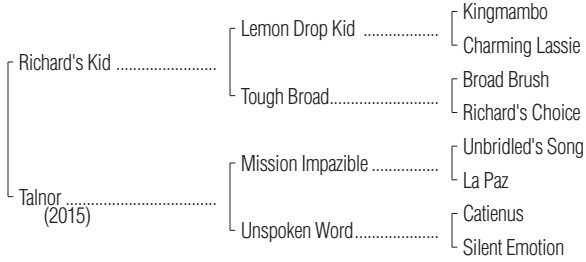 Kingmambo
Lemon Drop Kid ..................
Charming Lassie
Richard's Kid ........................
Broad Brush
Tough Broad..........................
Richard's Choice
Unbridled's Song
Mission Impazible ................
La Paz
Talnor .............................
(2015)
Catienus
Unspoken Word....................
Silent Emotion